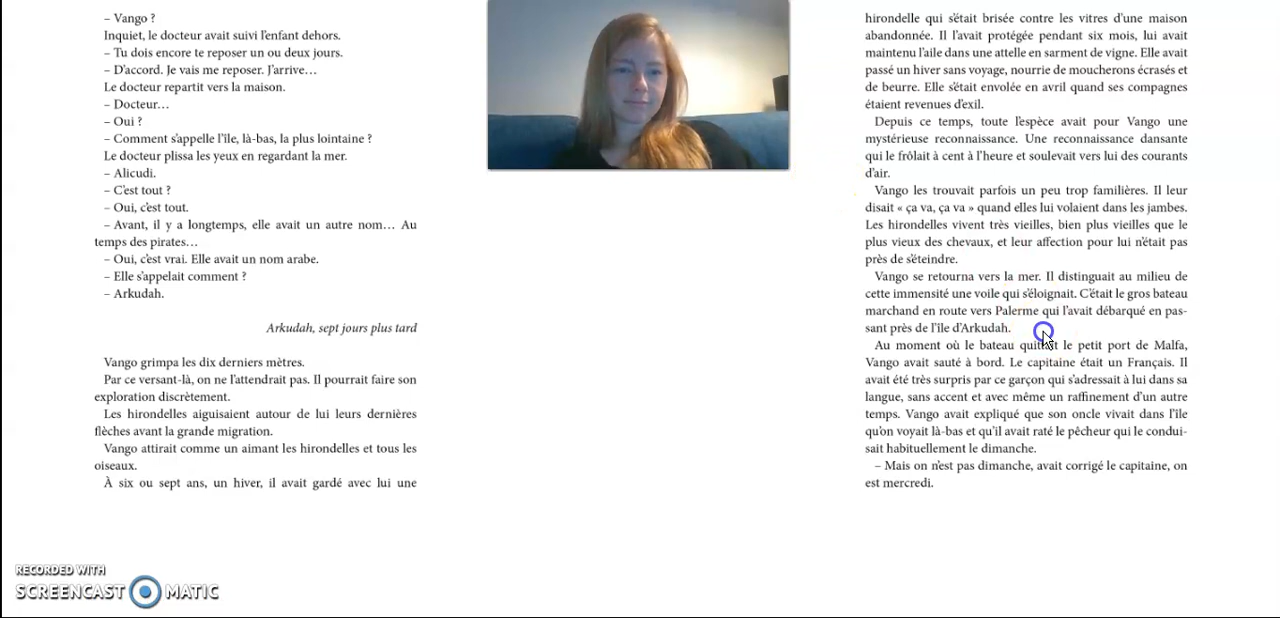 – Vango ?
Inquiet, le docteur avait suivi l'enfant dehors.
– Tu dois encore te reposer un ou deux jours.
– D'accord. Je vais me reposer. J'arrive…
Le docteur repartit vers la maison.
– Docteur…
– Oui ?
– Comment s'appelle l'île, là-bas, la plus lointaine ?
Le docteur plissa les yeux en regardant la mer.
– Alicudi.
– C'est tout ?
– Oui, c'est tout.
– Avant, il y a longtemps, elle avait un autre nom… Au
temps des pirates…
– Oui, c'est vrai. Elle avait un nom arabe.
– Elle s'appelait comment ?
– Arkudah.
Arkudah, sept jours plus tard
Vango grimpa les dix derniers mètres.
Par ce versant-là, on ne l'attendrait pas. Il pourrait faire son
exploration discrètement.
Les hirondelles aiguisaient autour de lui leurs dernières
flèches avant la grande migration.
Vango attirait comme un aimant les hirondelles et tous les
oiseaux.
À six ou sept ans, un hiver, il avait gardé avec lui une
hirondelle qui s'était brisée contre les vitres d'une maison
abandonnée. Il l'avait protégée pendant six mois, lui avait
maintenu l'aile dans une attelle en sarment de vigne. Elle avait
passé un hiver sans voyage, nourrie de moucherons écrasés et
de beurre. Elle s'était envolée en avril quand ses compagnes
étaient revenues d'exil.
Depuis ce temps, toute l'espèce avait pour Vango une
mystérieuse reconnaissance. Une reconnaissance dansante
qui le frôlait à cent à l'heure et soulevait vers lui des courants
d'air.
Vango les trouvait parfois un peu trop familières. Il leur
disait « ça va, ça va » quand elles lui volaient dans les jambes.
Les hirondelles vivent très vieilles, bien plus vieilles que le
plus vieux des chevaux, et leur affection pour lui n'était pas
près de s'éteindre.
Vango se retourna vers la mer. Il distinguait au milieu de
cette immensité une voile qui s'éloignait. C'était le gros bateau
marchand en route vers Palerme qui l'avait débarqué en pas-
sant près de l'île d'Arkudah.
Au moment où le bateau quittait le petit port de Malfa,
Vango avait sauté à bord. Le capitaine était un Français. Il
avait été très surpris par ce garçon qui s'adressait à lui dans sa
langue, sans accent et avec même un raffinement d'un autre
temps. Vango avait expliqué que son oncle vivait dans l'île
qu'on voyait là-bas et qu'il avait raté le pêcheur qui le condui-
sait habituellement le dimanche.
– Mais on n'est pas dimanche, avait corrigé le capitaine, on
est mercredi.
RECORDED WITH
SCREENCAST MATIC